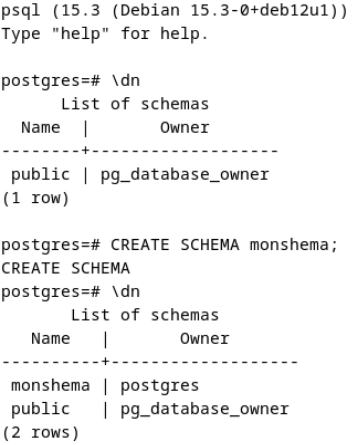 psql (15.3 (Debian 15.3-0+deb12u1))
Type "help" for help.

postgres=# \dn
      List of schemas
  Name  |       Owner
--------+-------------------
 public | pg_database_owner
(1 row)

postgres=# CREATE SCHEMA monshema;
CREATE SCHEMA
postgres=# \dn
       List of schemas
   Name   |       Owner
----------+-------------------
 monshema | postgres
 public   | pg_database_owner
(2 rows)